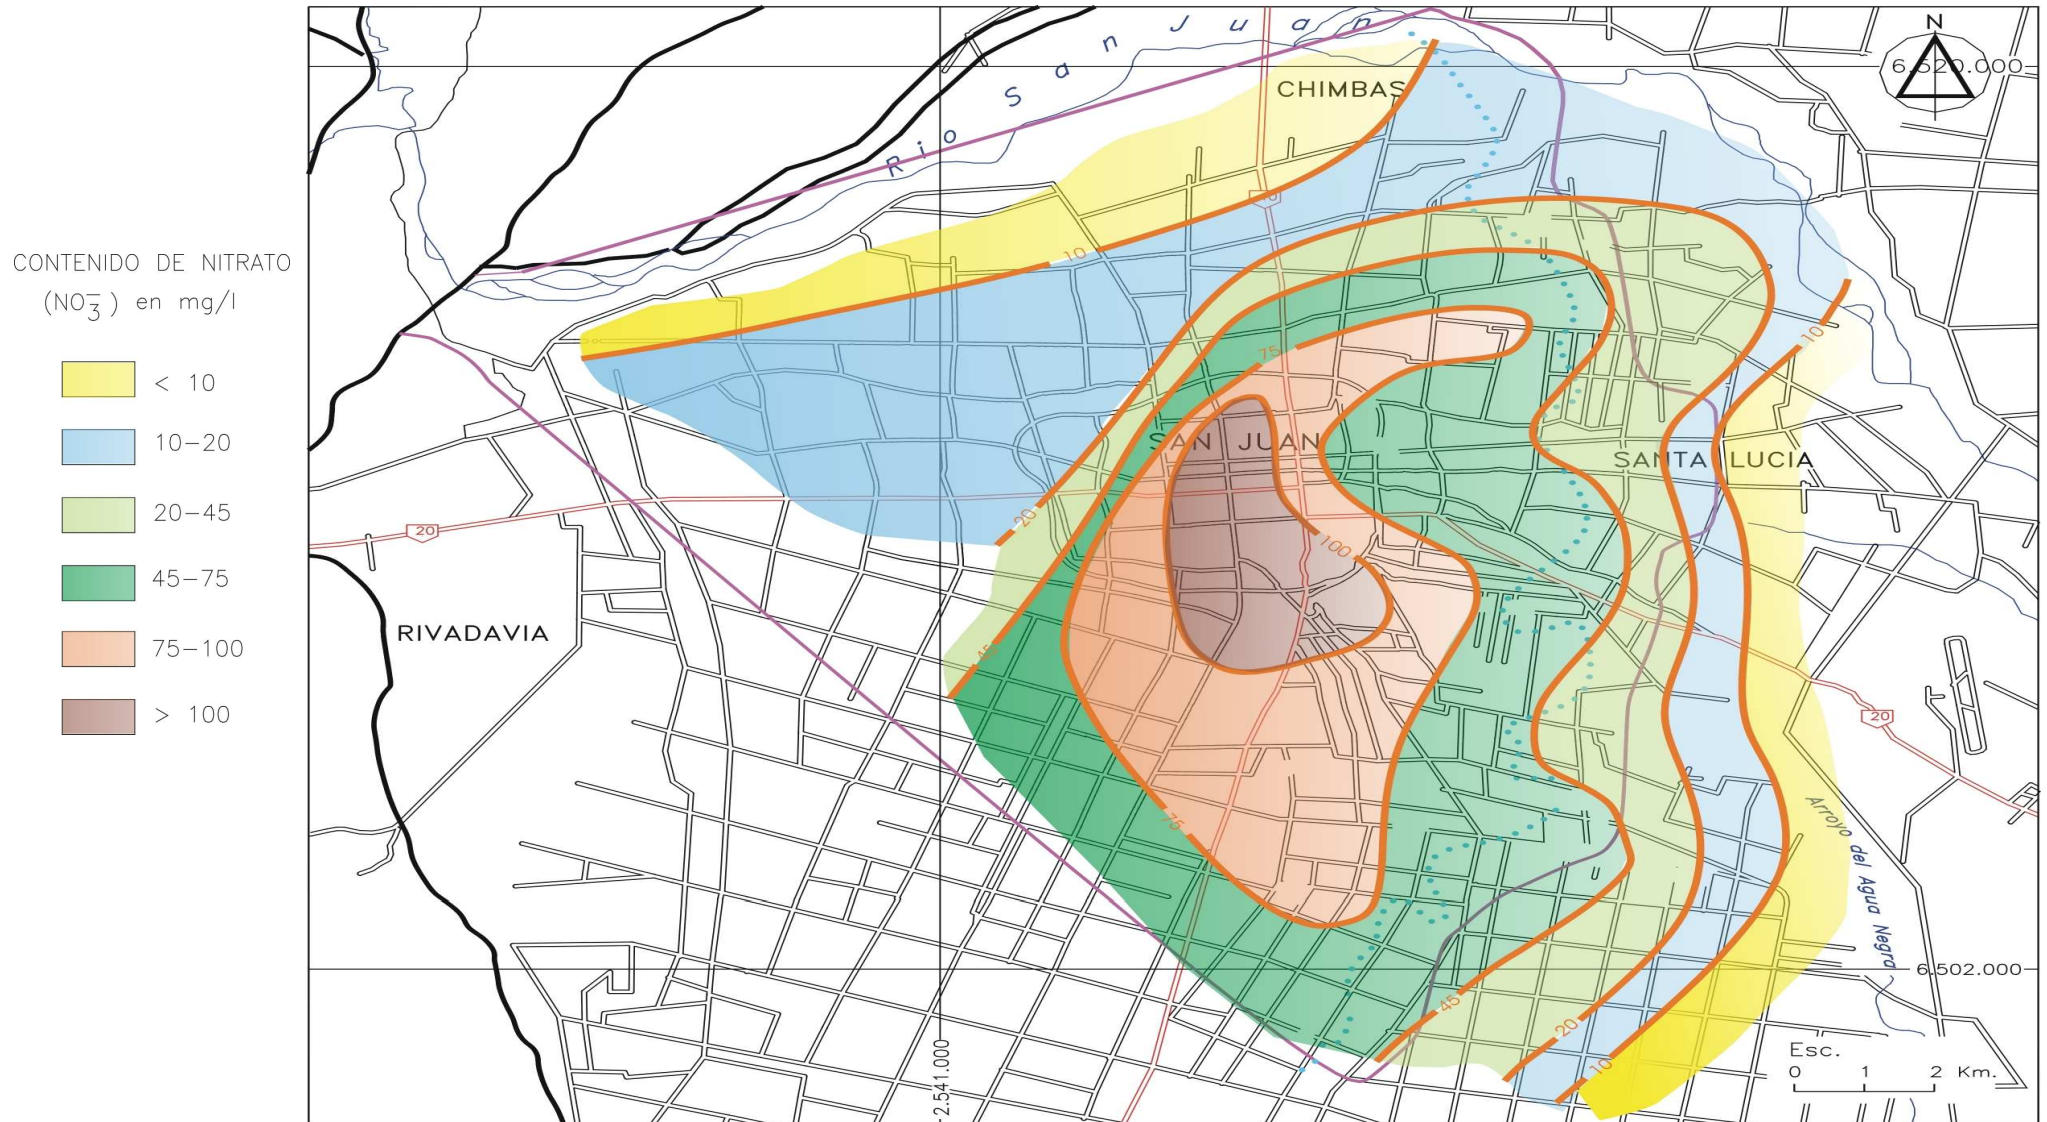 CONTENIDO DE NITRATO
(NO3̄) en mg/l
< 10
10-20
20-45
45-75
75-100
> 100
Rio San Juan
N
6.520.000
CHIMBAS
40
10
10
75
SAN JUAN
SANTA LUCIA
20
20
100
RIVADAVIA
45
20
75
Arroyo del Agua Negra
6.502.000
45
20
10
2.541.000
Esc.
0 1 2 Km.